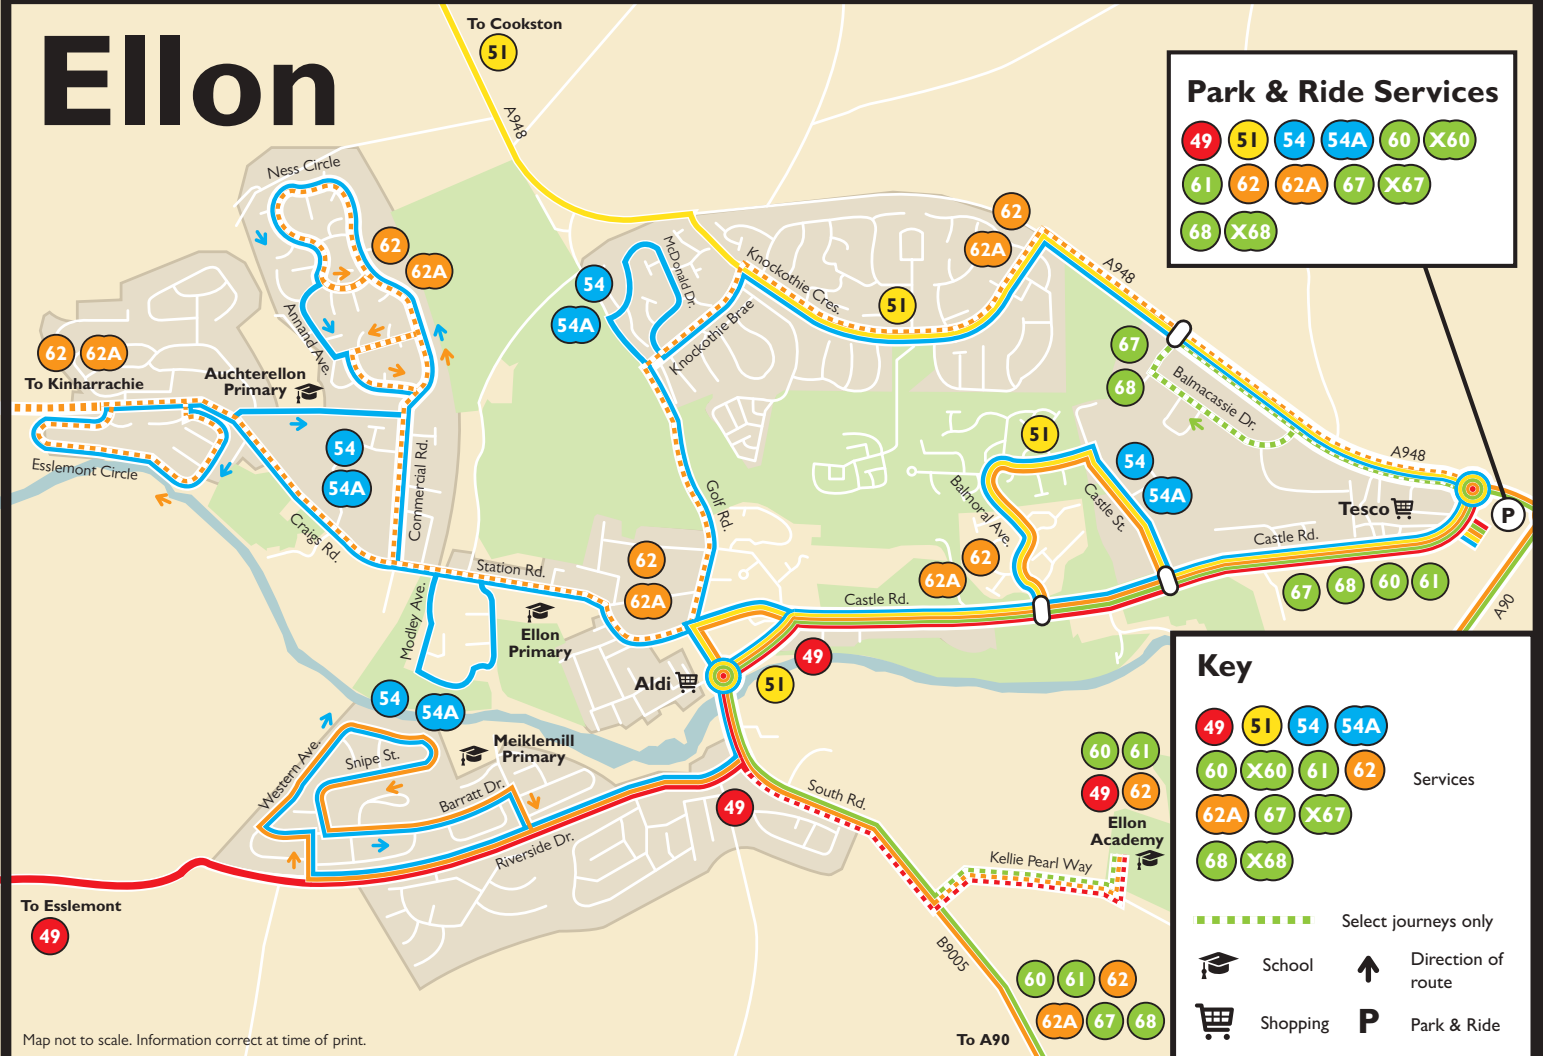 Ellon
To Cookston
51
A948
Park & Ride Services
49 51 54 54A 60 X60
61 62 62A 67 X67
68 X68
Ness Circle
62
62A
Annand Ave.
62 62A
To Kinharrachie
Auchterellon
Primary
54
54A
Esslemont Circle
Craigs Rd.
Commercial Rd.
McDonald Dr.
54
54A
Knockothie Brae
Knockothie Cres.
51
62
62A
A948
67
68
Balmacassie Dr.
A948
Tesco
P
Castle Rd.
67 68 60 61
A90
51
54
54A
Balmoral Ave.
Castle St.
62
62A
Castle Rd.
Golf Rd.
62
62A
Station Rd.
Modley Ave.
Ellon
Primary
Aldi
51
49
54
54A
Meiklemill
Primary
Western Ave.
Snipe St.
Barratt Dr.
Riverside Dr.
49
South Rd.
To Esslemont
49
60 61
49 62
Ellon
Academy
Kellie Pearl Way
B9005
60 61 62
62A 67 68
To A90
Key
49 51 54 54A
60 X60 61 62
62A 67 X67
68 X68
Services
Select journeys only
School
Direction of
route
Shopping
P
Park & Ride
Map not to scale. Information correct at time of print.